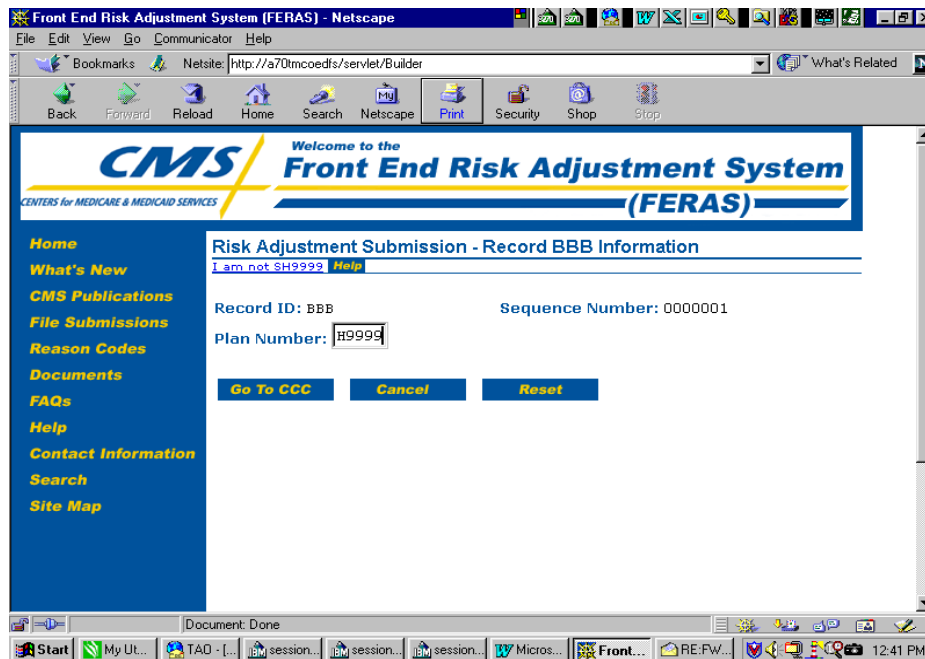 Front End Risk Adjustment System (FERAS) - Netscape
File Edit View Go Communicator Help
Bookmarks Netsite: http://a70tmcoedfs/servlet/Builder What's Related
Back Forward Reload Home Search Netscape Print Security Shop Stop
CMS
CENTERS for MEDICARE & MEDICAID SERVICES
Welcome to the
Front End Risk Adjustment System
(FERAS)
Home
What's New
CMS Publications
File Submissions
Reason Codes
Documents
FAQs
Help
Contact Information
Search
Site Map
Risk Adjustment Submission - Record BBB Information
I am not SH9999 Help
Record ID: BBB Sequence Number: 0000001
Plan Number: H9999
Go To CCC Cancel Reset
Document: Done
Start My Ut... TAO - [... session... session... session... Micros... Front... RE:FW... 12:41 PM